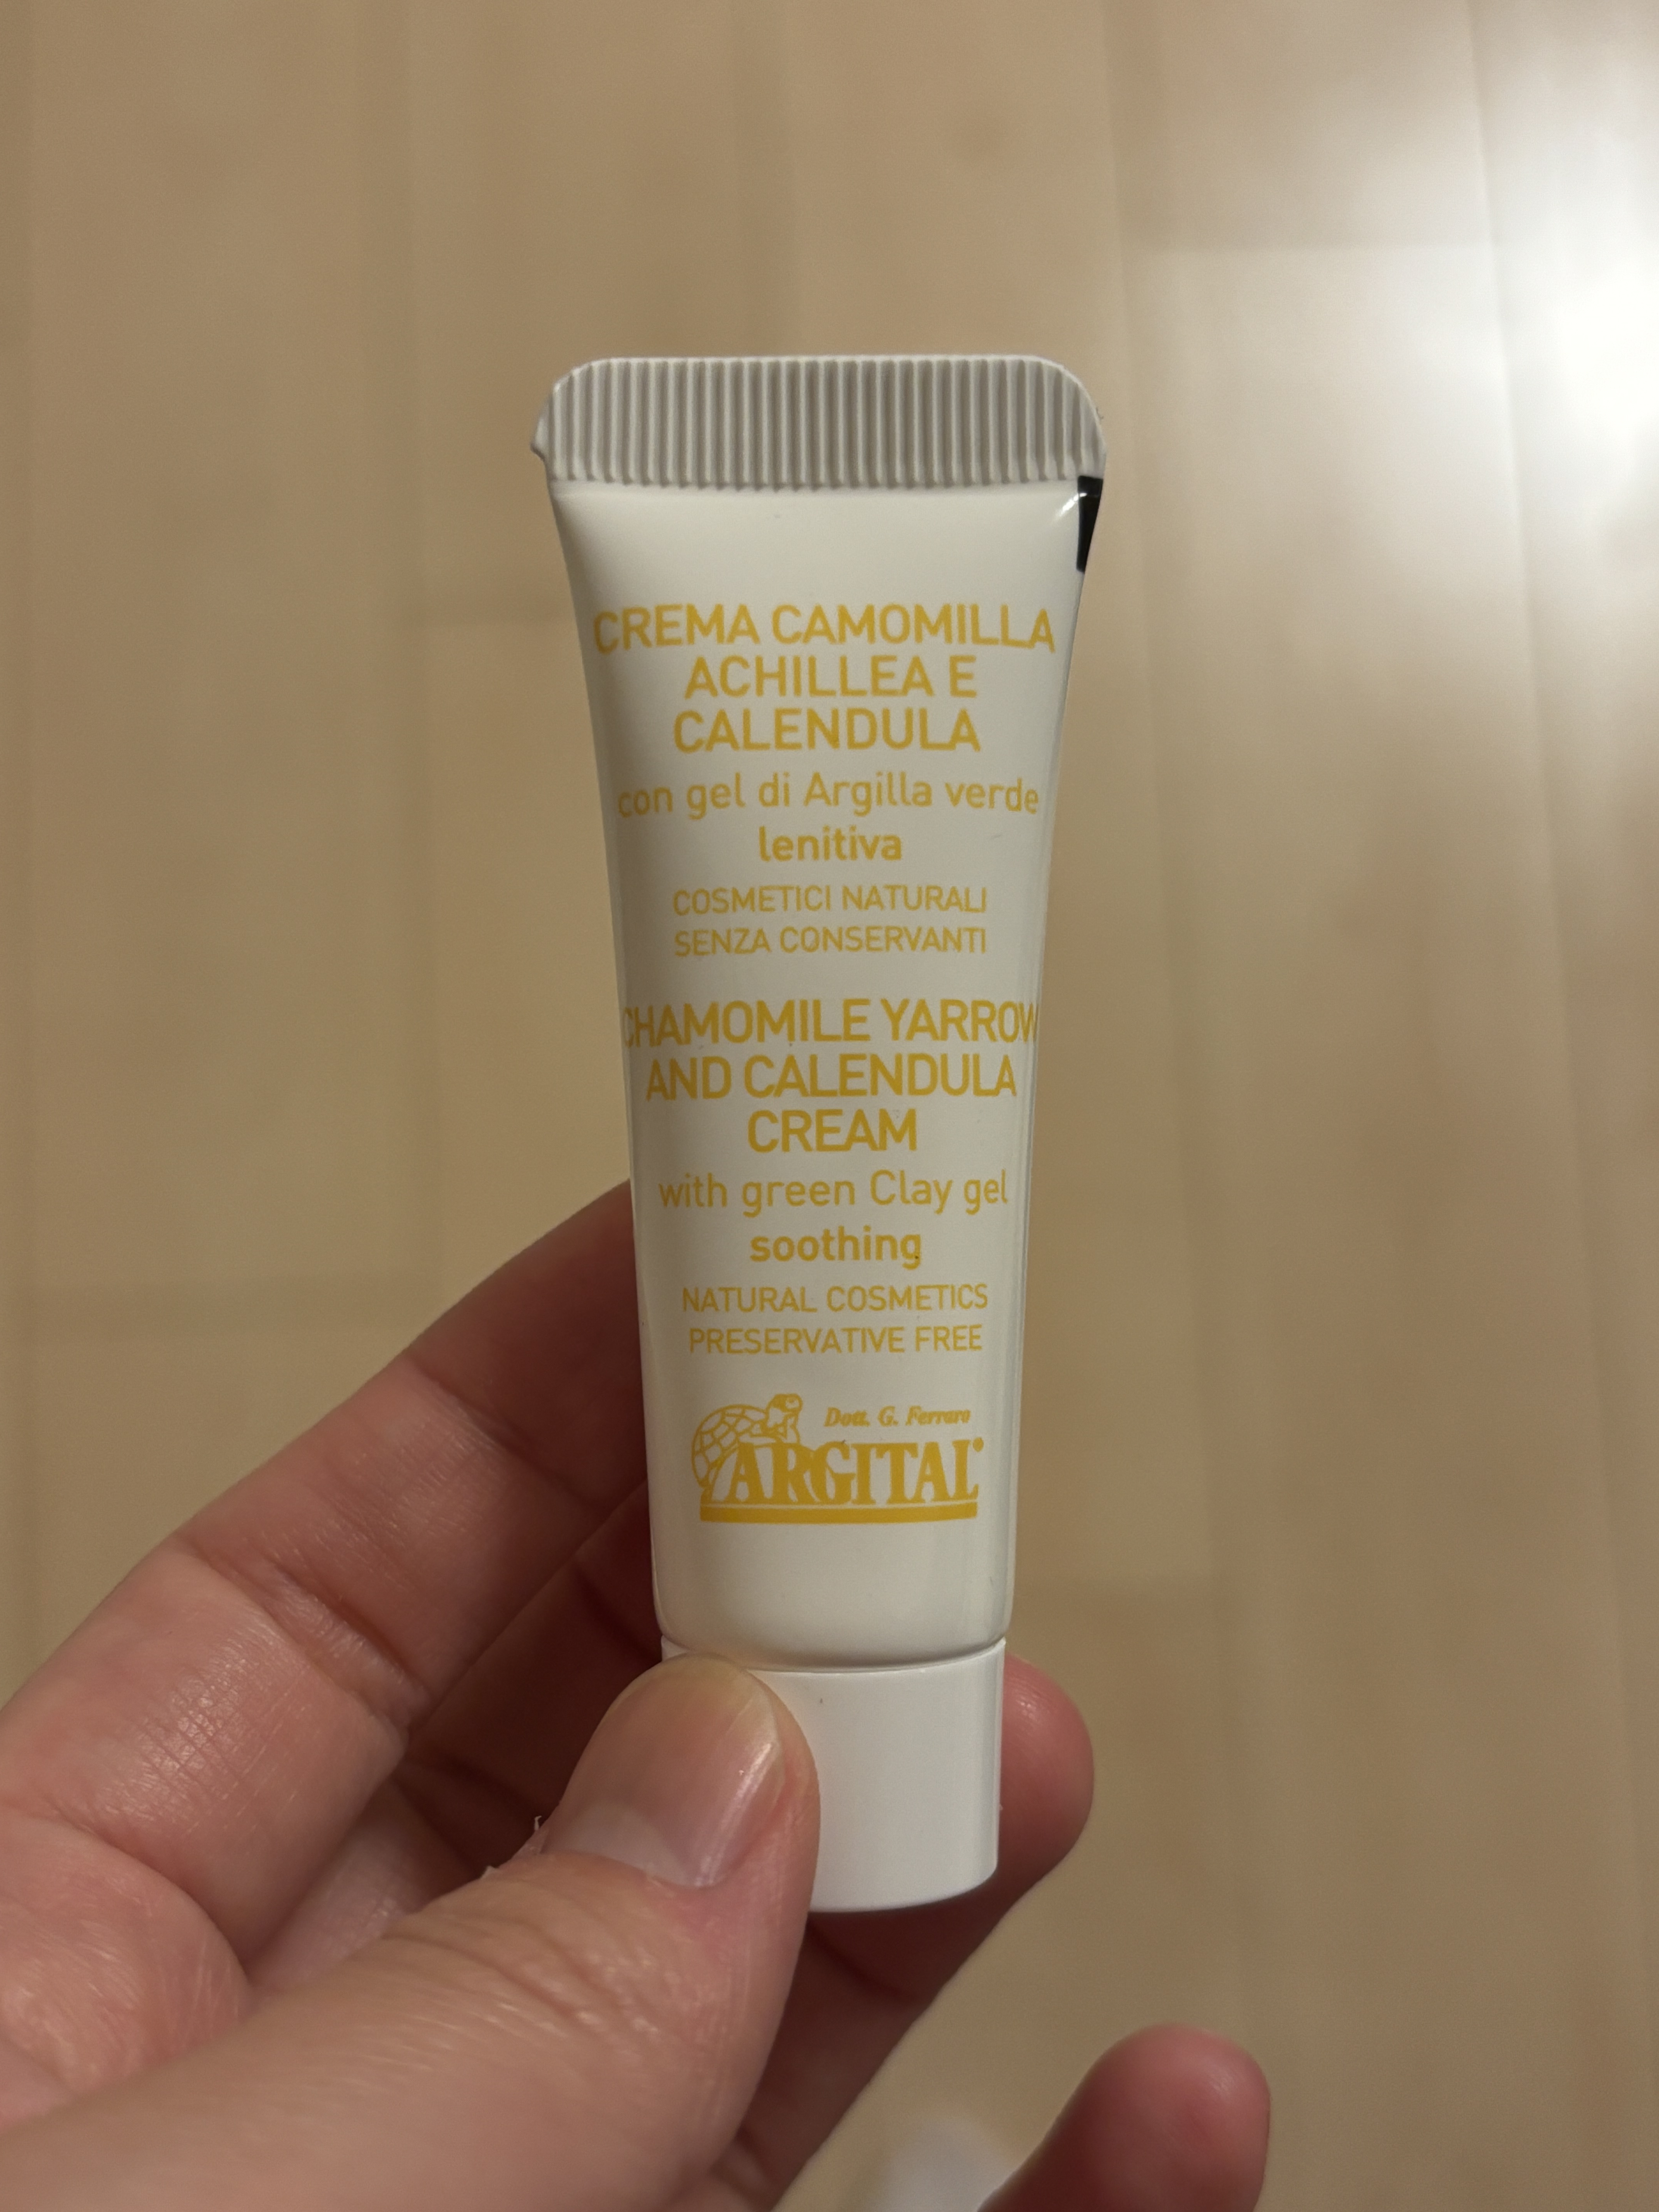 CREMA CAMOMILLA
ACHILLEA E
CALENDULA
con gel di Argilla verde
lenitiva
COSMETICI NATURALI
SENZA CONSERVANTI
CHAMOMILE YARROW
AND CALENDULA
CREAM
with green Clay gel
soothing
NATURAL COSMETICS
PRESERVATIVE FREE
Dott. G. Ferraro
ARGITAL®